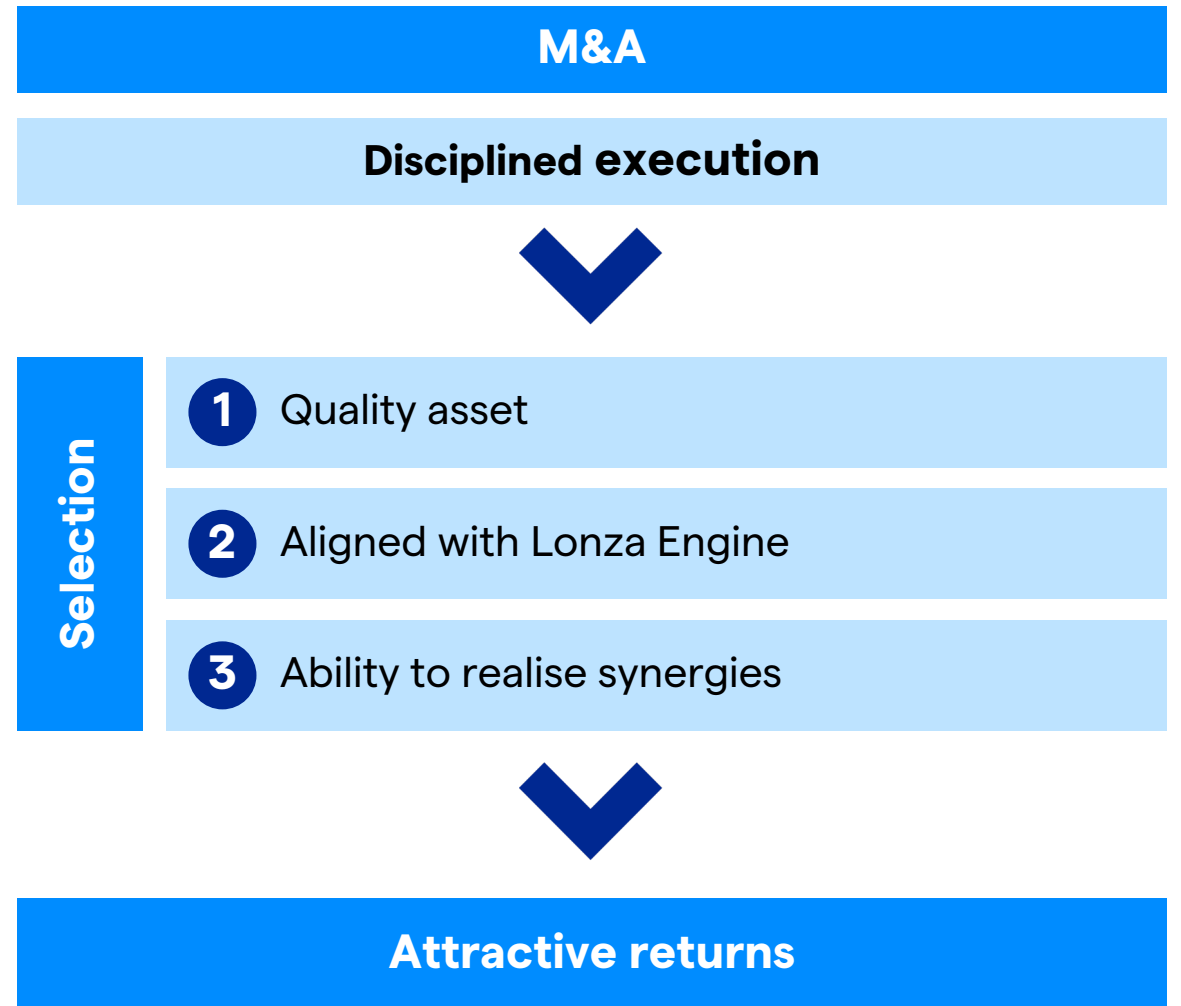 M&A
Disciplined execution
Selection
1 Quality asset
2 Aligned with Lonza Engine
3 Ability to realise synergies
Attractive returns